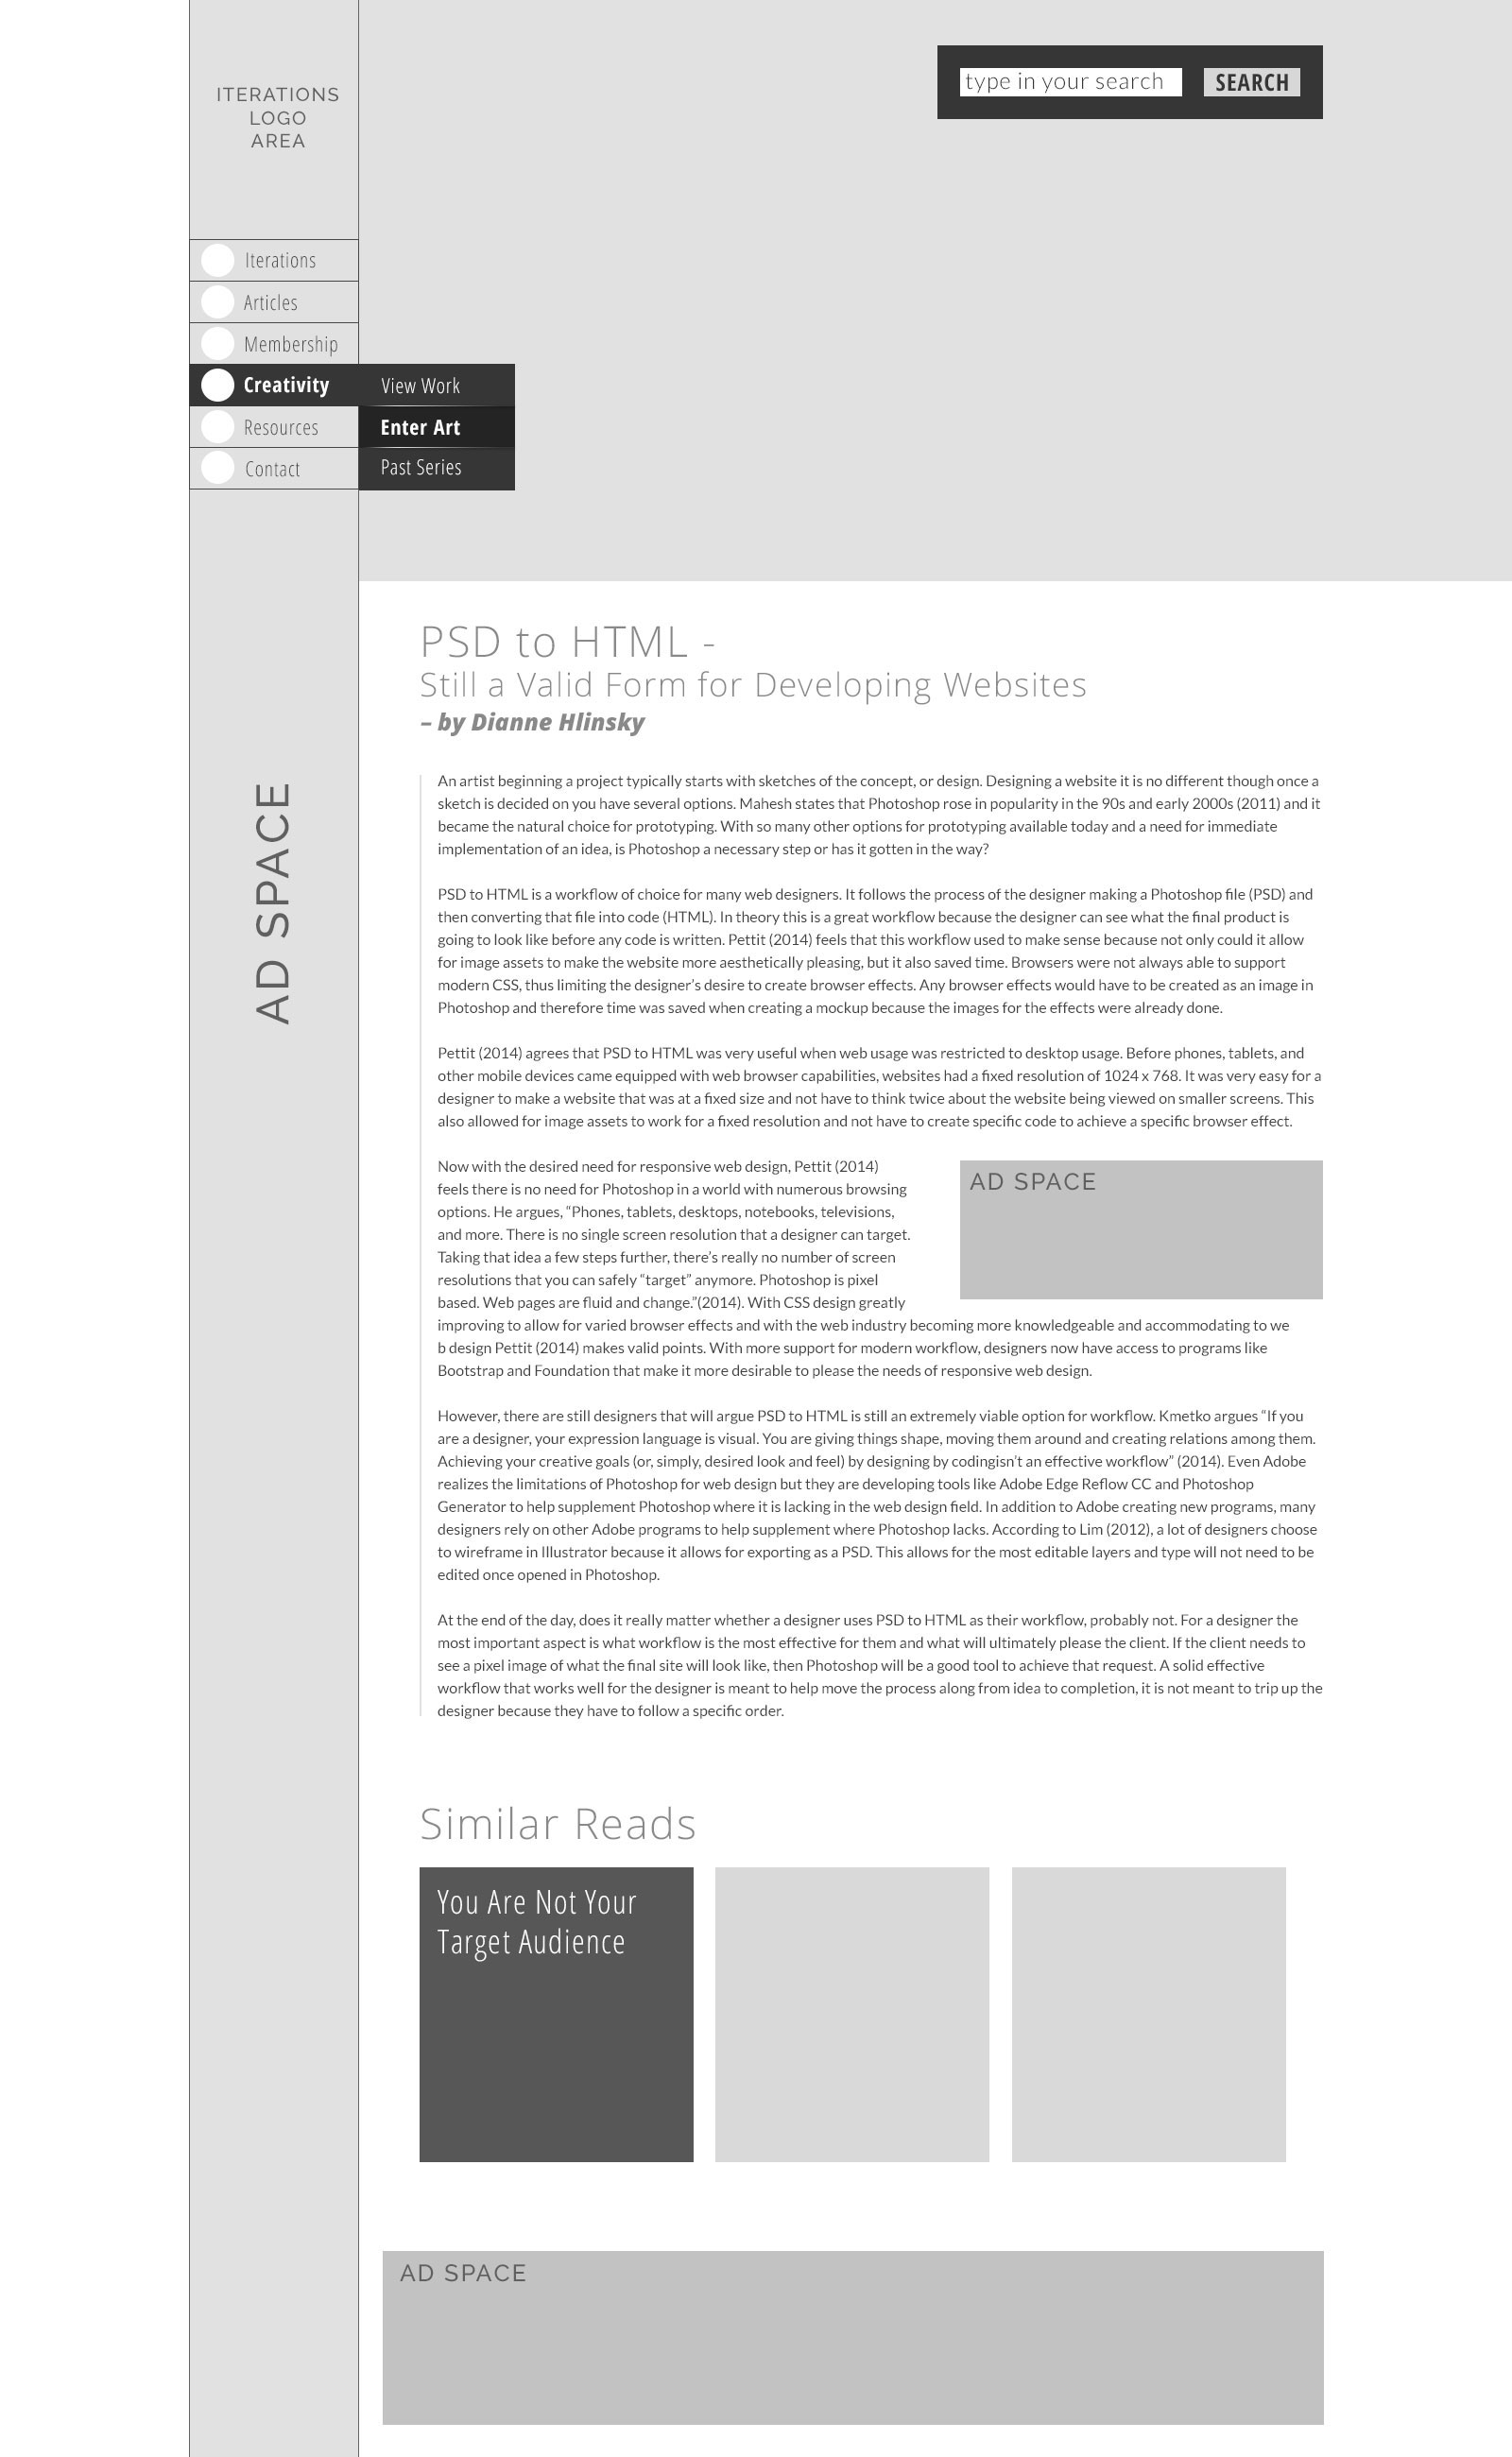 ITERATIONS
LOGO
AREA
type in your search
SEARCH
Iterations
Articles
Membership
Creativity
Resources
Contact
View Work
Enter Art
Past Series
AD SPACE
PSD to HTML -
Still a Valid Form for Developing Websites
– by Dianne Hlinsky
An artist beginning a project typically starts with sketches of the concept, or design. Designing a website it is no different though once a
sketch is decided on you have several options. Mahesh states that Photoshop rose in popularity in the 90s and early 2000s (2011) and it
became the natural choice for prototyping. With so many other options for prototyping available today and a need for immediate
implementation of an idea, is Photoshop a necessary step or has it gotten in the way?
PSD to HTML is a workflow of choice for many web designers. It follows the process of the designer making a Photoshop file (PSD) and
then converting that file into code (HTML). In theory this is a great workflow because the designer can see what the final product is
going to look like before any code is written. Pettit (2014) feels that this workflow used to make sense because not only could it allow
for image assets to make the website more aesthetically pleasing, but it also saved time. Browsers were not always able to support
modern CSS, thus limiting the designer’s desire to create browser effects. Any browser effects would have to be created as an image in
Photoshop and therefore time was saved when creating a mockup because the images for the effects were already done.
Pettit (2014) agrees that PSD to HTML was very useful when web usage was restricted to desktop usage. Before phones, tablets, and
other mobile devices came equipped with web browser capabilities, websites had a fixed resolution of 1024 x 768. It was very easy for a
designer to make a website that was at a fixed size and not have to think twice about the website being viewed on smaller screens. This
also allowed for image assets to work for a fixed resolution and not have to create specific code to achieve a specific browser effect.
Now with the desired need for responsive web design, Pettit (2014)
feels there is no need for Photoshop in a world with numerous browsing
options. He argues, “Phones, tablets, desktops, notebooks, televisions,
and more. There is no single screen resolution that a designer can target.
Taking that idea a few steps further, there’s really no number of screen
resolutions that you can safely “target” anymore. Photoshop is pixel
based. Web pages are fluid and change.”(2014). With CSS design greatly
improving to allow for varied browser effects and with the web industry becoming more knowledgeable and accommodating to we
b design Pettit (2014) makes valid points. With more support for modern workflow, designers now have access to programs like
Bootstrap and Foundation that make it more desirable to please the needs of responsive web design.
AD SPACE
However, there are still designers that will argue PSD to HTML is still an extremely viable option for workflow. Kmetko argues “If you
are a designer, your expression language is visual. You are giving things shape, moving them around and creating relations among them.
Achieving your creative goals (or, simply, desired look and feel) by designing by codingisn’t an effective workflow” (2014). Even Adobe
realizes the limitations of Photoshop for web design but they are developing tools like Adobe Edge Reflow CC and Photoshop
Generator to help supplement Photoshop where it is lacking in the web design field. In addition to Adobe creating new programs, many
designers rely on other Adobe programs to help supplement where Photoshop lacks. According to Lim (2012), a lot of designers choose
to wireframe in Illustrator because it allows for exporting as a PSD. This allows for the most editable layers and type will not need to be
edited once opened in Photoshop.
At the end of the day, does it really matter whether a designer uses PSD to HTML as their workflow, probably not. For a designer the
most important aspect is what workflow is the most effective for them and what will ultimately please the client. If the client needs to
see a pixel image of what the final site will look like, then Photoshop will be a good tool to achieve that request. A solid effective
workflow that works well for the designer is meant to help move the process along from idea to completion, it is not meant to trip up the
designer because they have to follow a specific order.
Similar Reads
You Are Not Your
Target Audience
AD SPACE